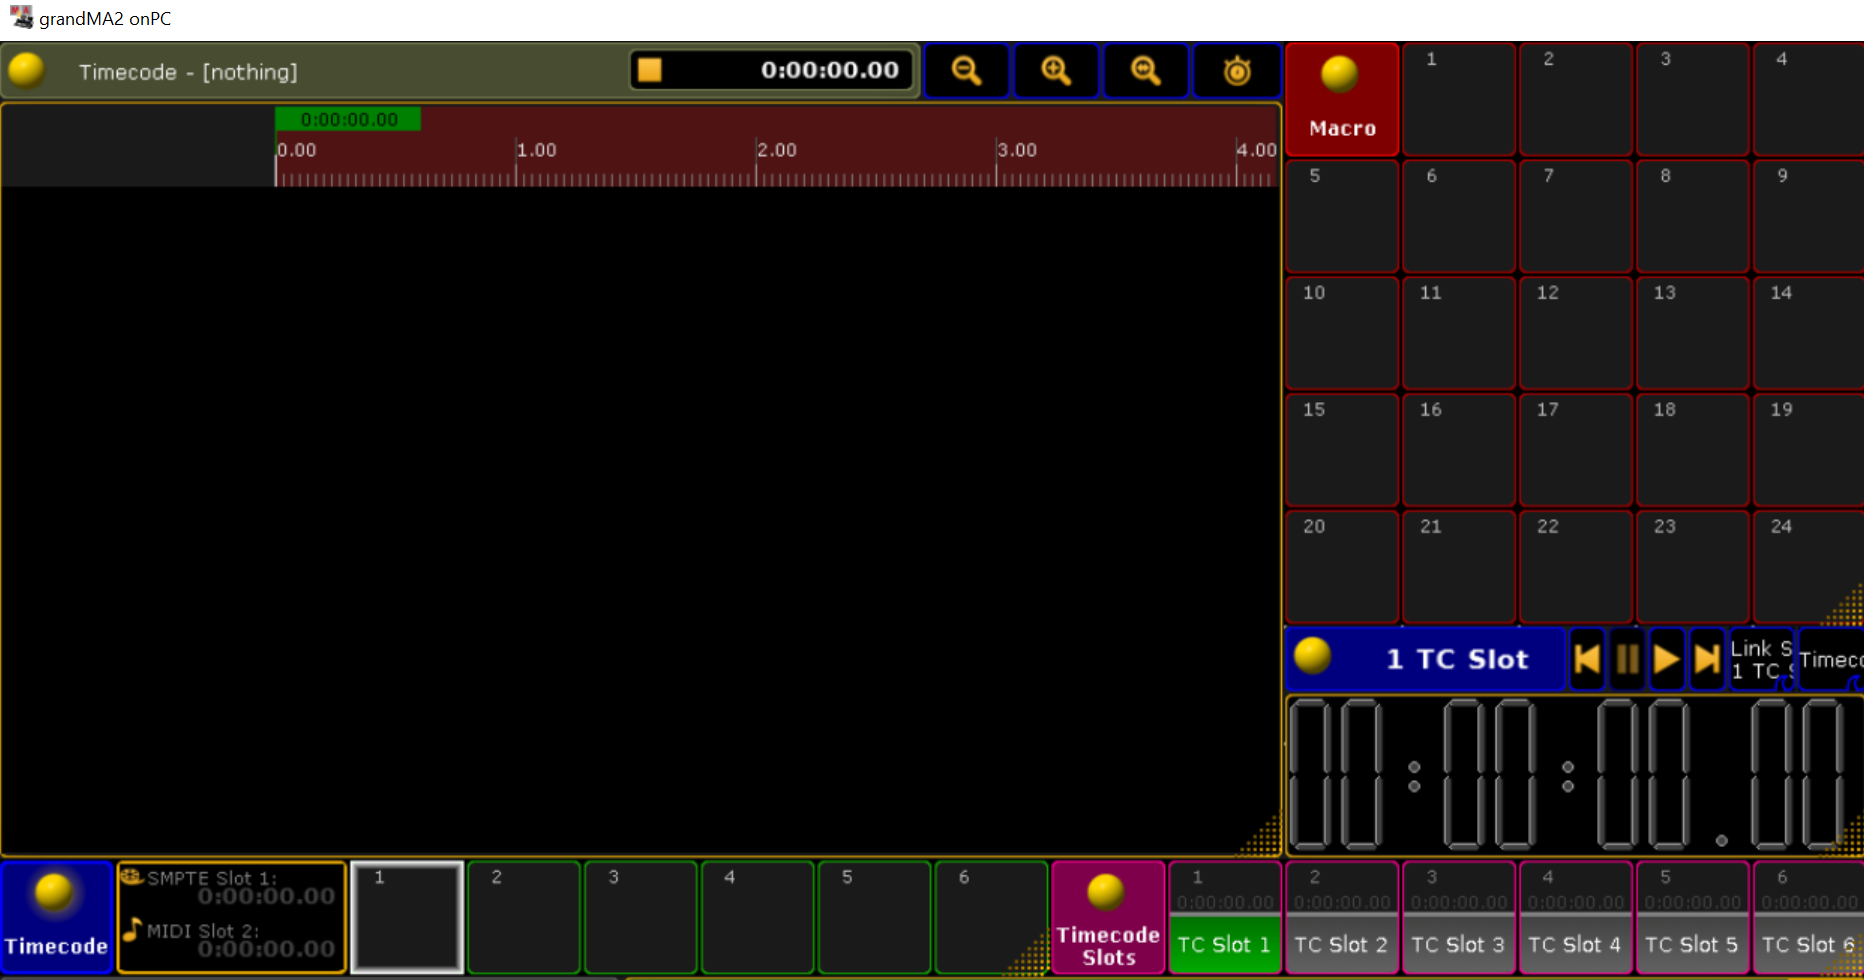 grandMA2 onPC
Timecode - [nothing]
0:00:00.00
0:00:00.00
0.00 1.00 2.00 3.00 4.00
Macro
1 2 3 4
5 6 7 8 9
10 11 12 13 14
15 16 17 18 19
20 21 22 23 24
1 TC Slot
Link S
1 TC S
Timeco
00:00:00.00
Timecode
SMPTE Slot 1:
0:00:00.00
MIDI Slot 2:
0:00:00.00
1 2 3 4 5 6
Timecode
Slots
1
0:00:00.00
TC Slot 1
2
0:00:00.00
TC Slot 2
3
0:00:00.00
TC Slot 3
4
0:00:00.00
TC Slot 4
5
0:00:00.00
TC Slot 5
6
0:00:00.00
TC Slot 6